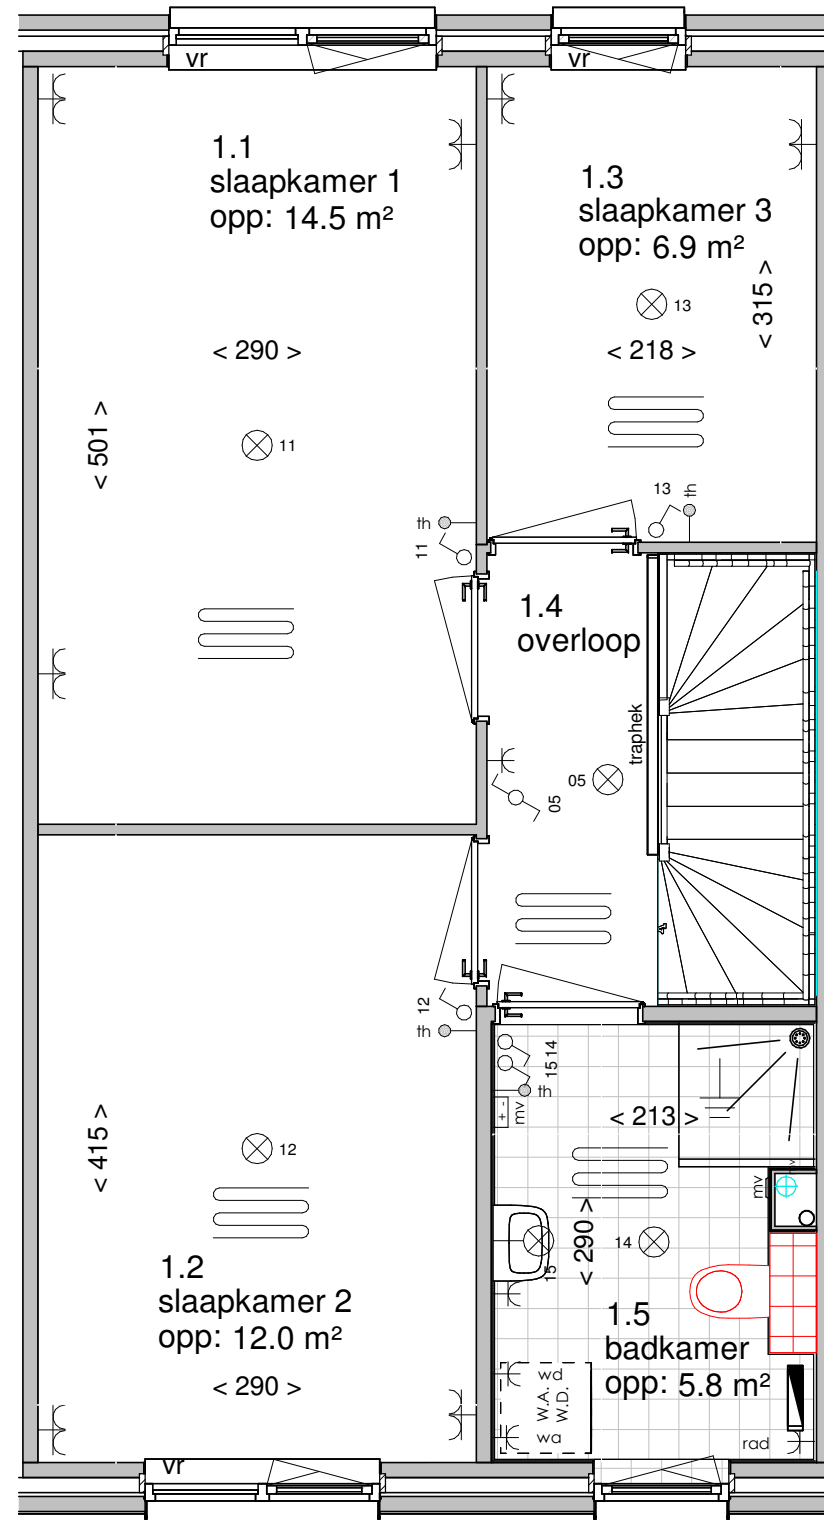 vr
vr
1.1
slaapkamer 1
opp: 14.5 m²
1.3
slaapkamer 3
opp: 6.9 m²
< 315 >
13
< 290 >
< 218 >
< 501 >
11
13
th
th
11
1.4
overloop
traphek
05
05
12
th
14
15
th
+ -
mv
< 213 >
< 415 >
12
mv
mv
< 290 >
14
15
1.2
slaapkamer 2
opp: 12.0 m²
1.5
badkamer
opp: 5.8 m²
< 290 >
wd
W.A.
W.D.
wa
rad
vr